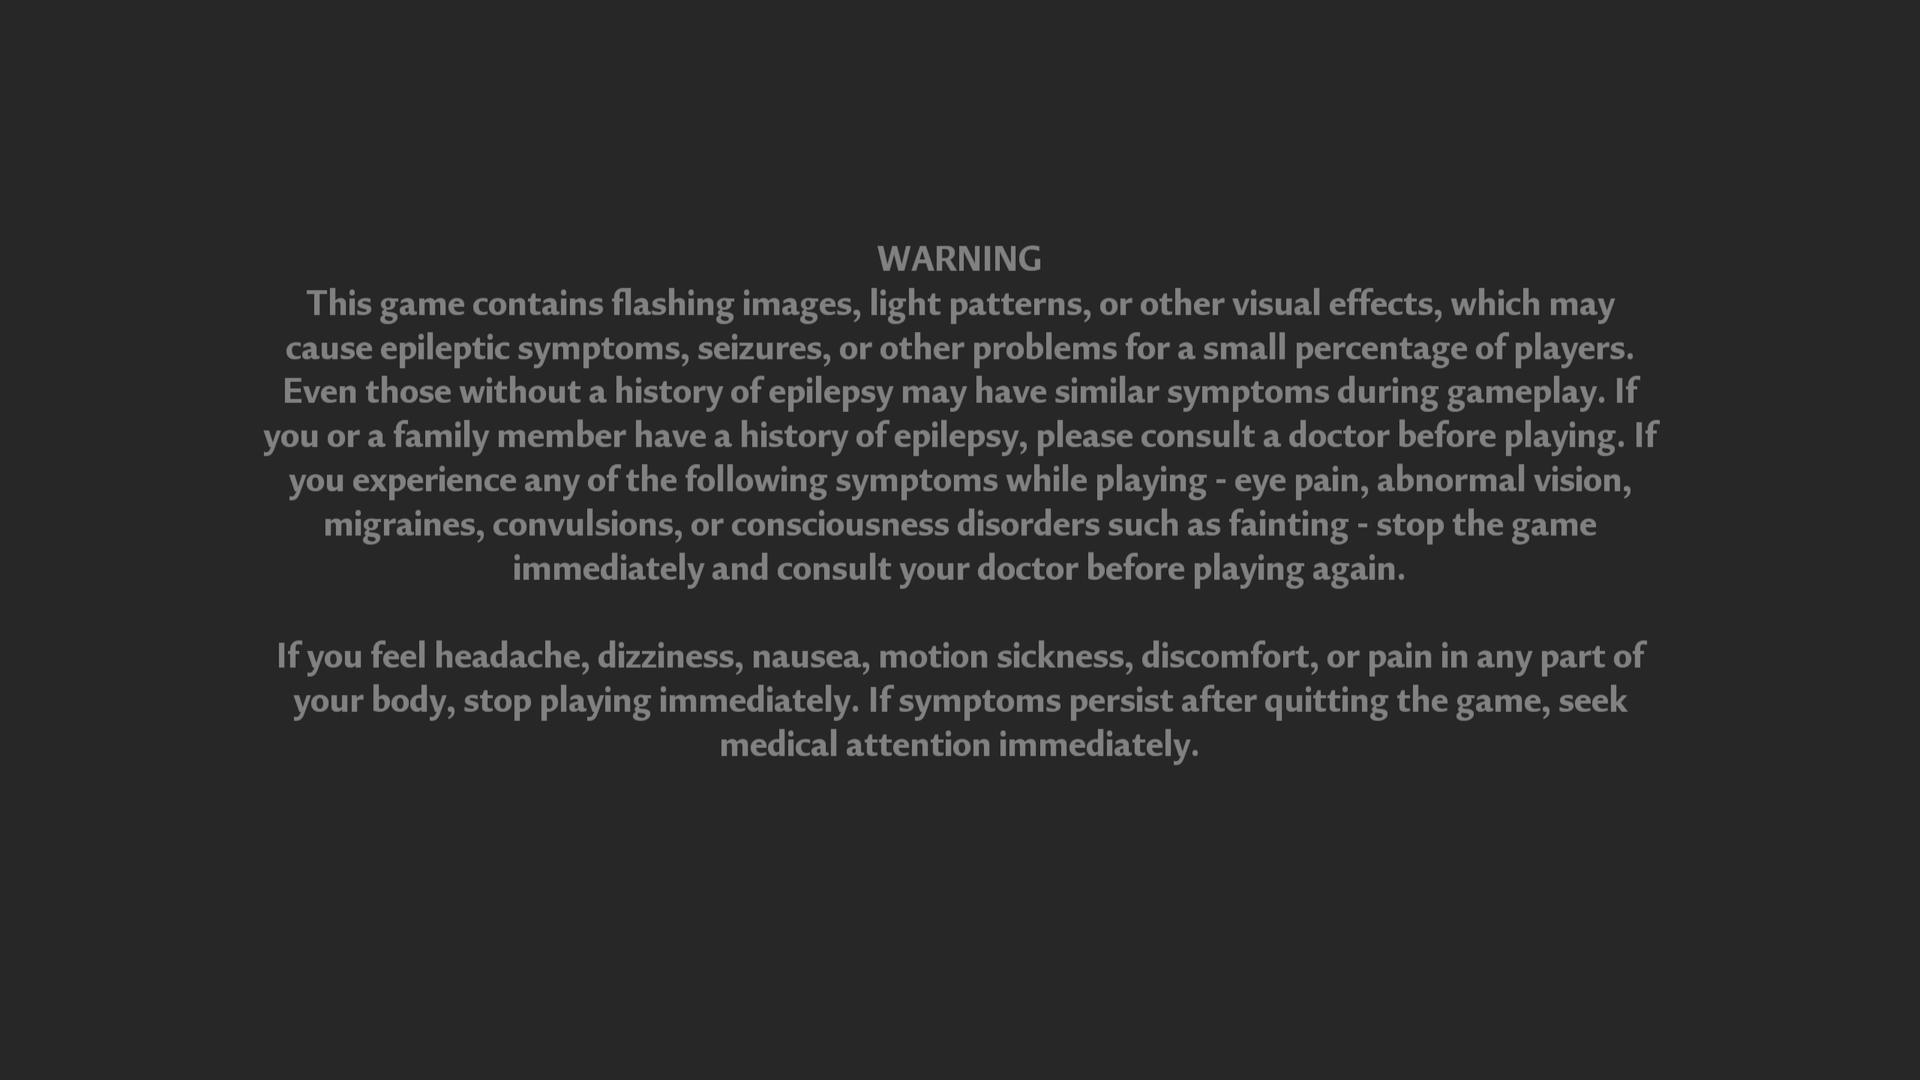 WARNING
This game contains flashing images, light patterns, or other visual effects, which may
cause epileptic symptoms, seizures, or other problems for a small percentage of players.
Even those without a history of epilepsy may have similar symptoms during gameplay. If
you or a family member have a history of epilepsy, please consult a doctor before playing. If
you experience any of the following symptoms while playing - eye pain, abnormal vision,
migraines, convulsions, or consciousness disorders such as fainting - stop the game
immediately and consult your doctor before playing again.
If you feel headache, dizziness, nausea, motion sickness, discomfort, or pain in any part of
your body, stop playing immediately. If symptoms persist after quitting the game, seek
medical attention immediately.